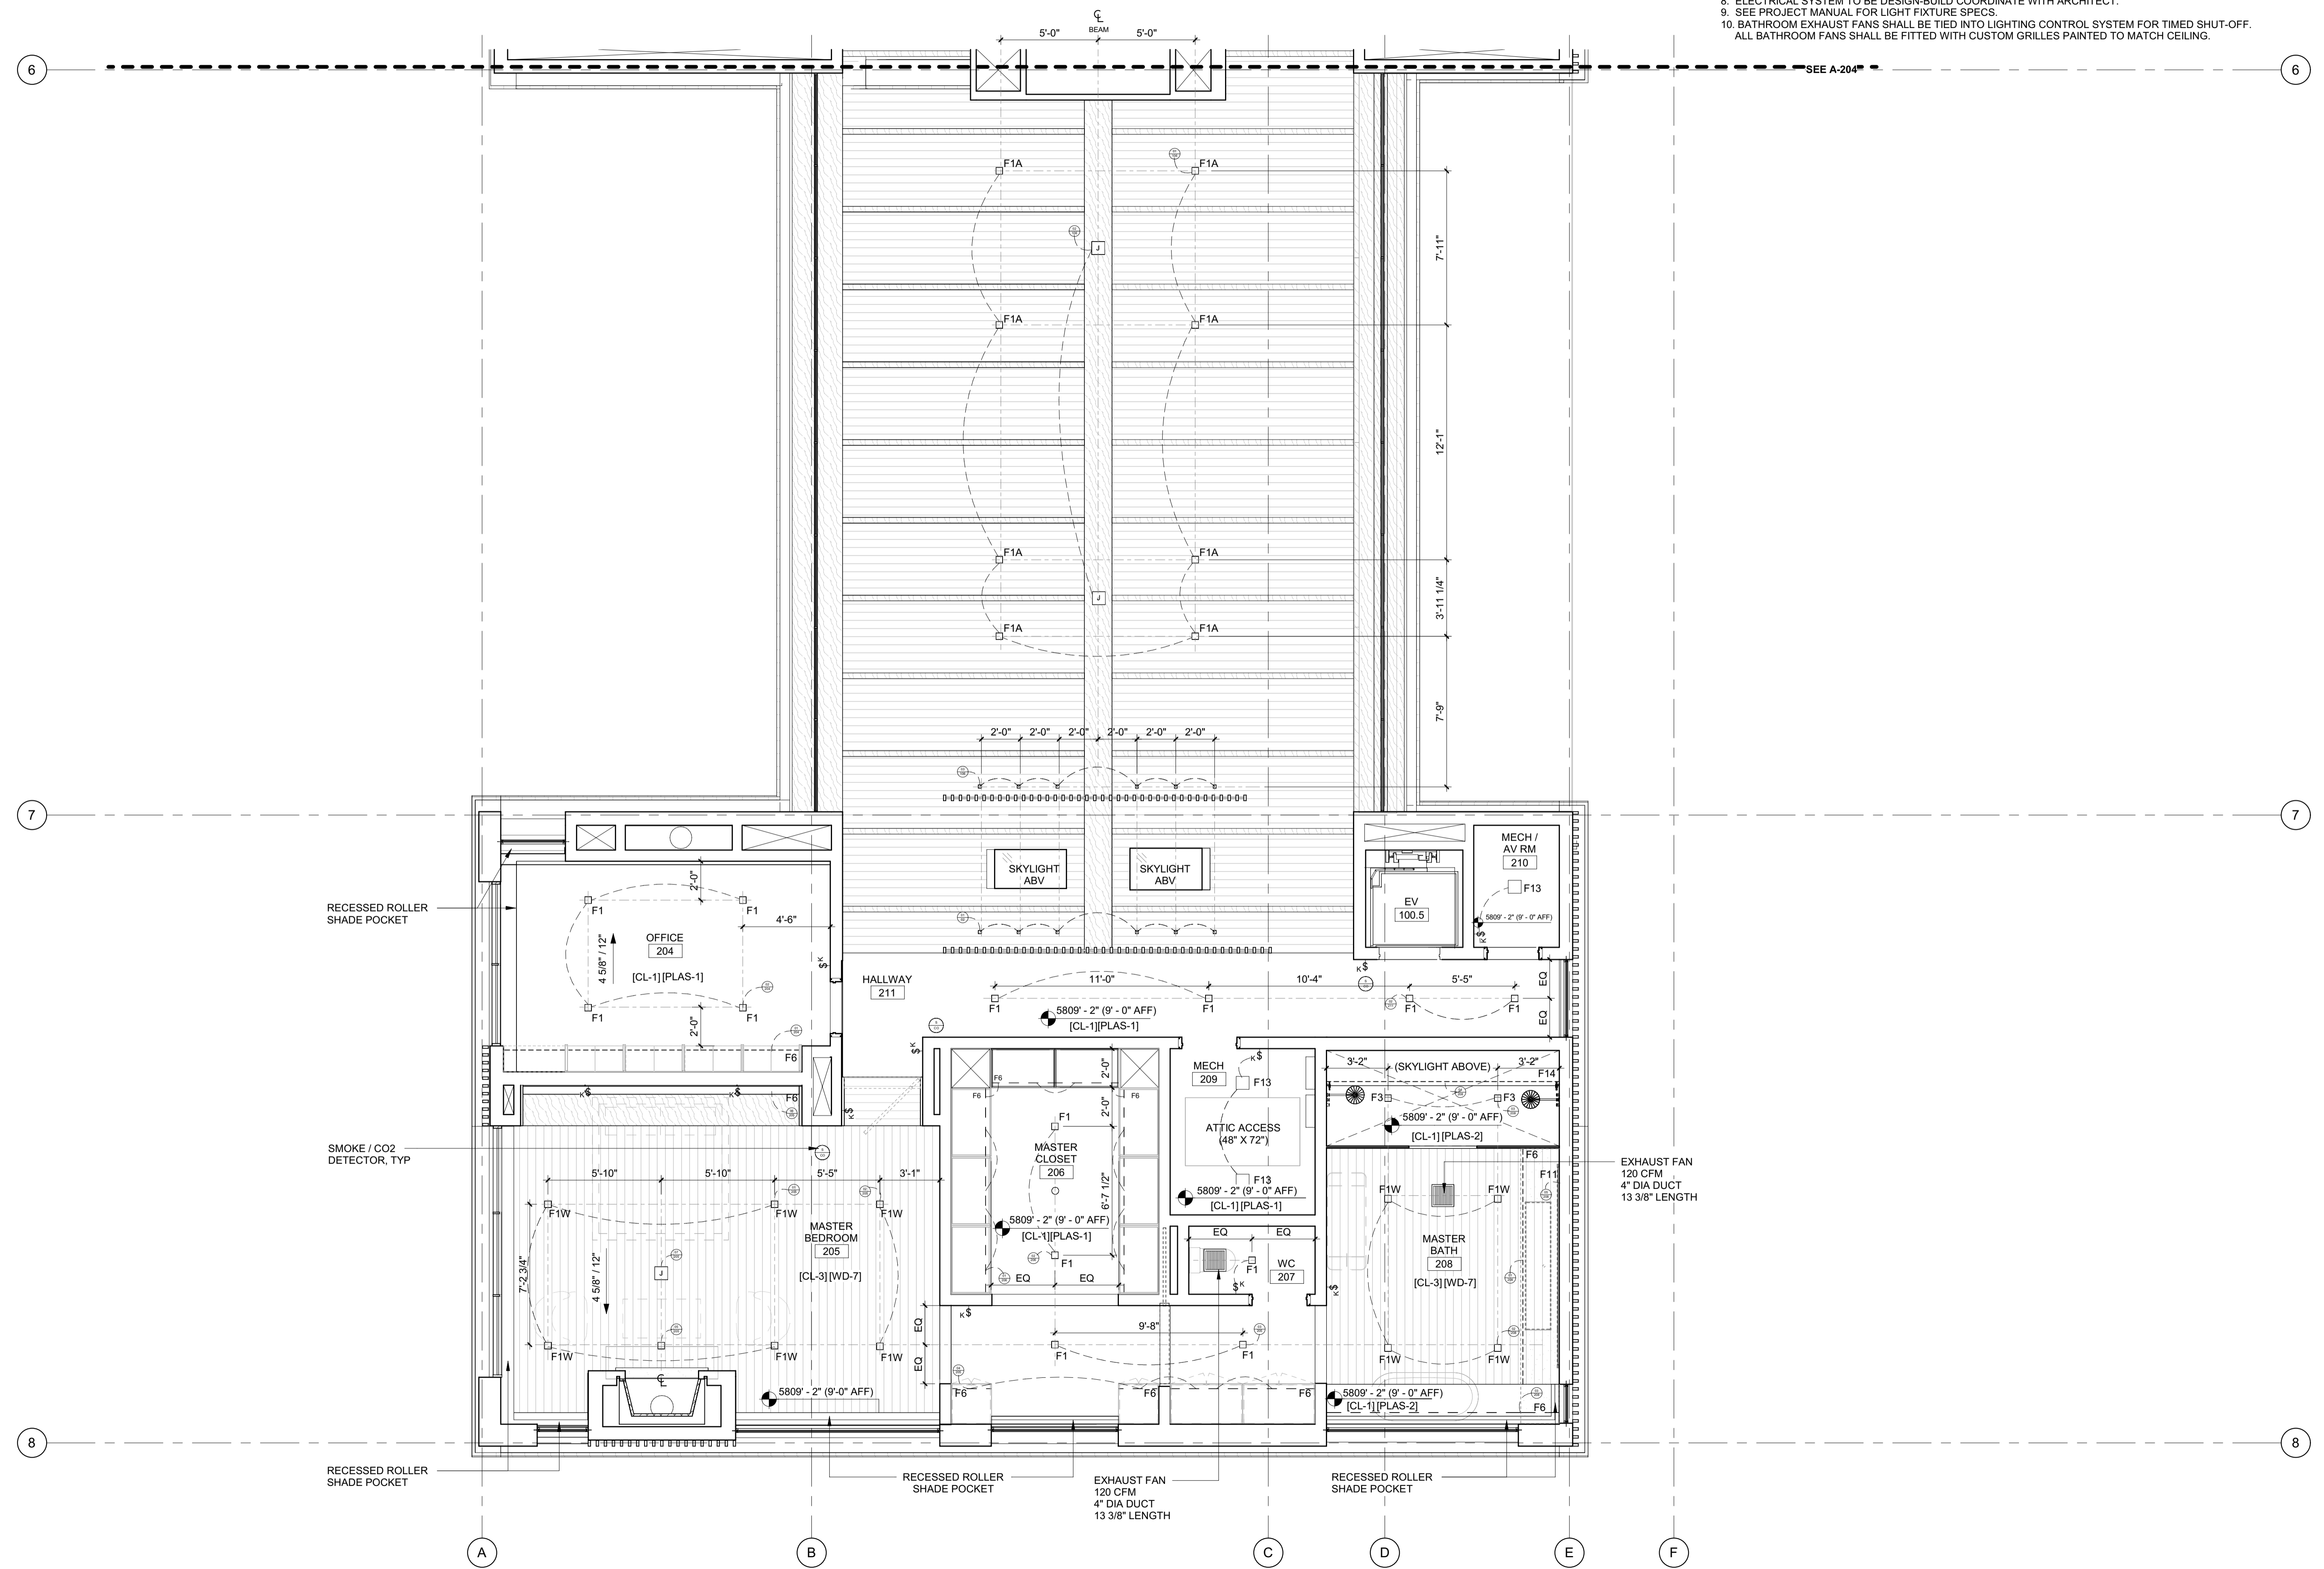 8. ELECTRICAL SYSTEM TO BE DESIGN-BUILD COORDINATE WITH ARCHITECT.
9. SEE PROJECT MANUAL FOR LIGHT FIXTURE SPECS.
10. BATHROOM EXHAUST FANS SHALL BE TIED INTO LIGHTING CONTROL SYSTEM FOR TIMED SHUT-OFF.
ALL BATHROOM FANS SHALL BE FITTED WITH CUSTOM GRILLES PAINTED TO MATCH CEILING.
5'-0"
BEAM
5'-0"
6
SEE A-204
6
F1A
F1A
7'-11"
J
F1A
F1A
12'-1"
F1A
F1A
3'-11 1/4"
J
F1A
F1A
7'-9"
2'-0"
2'-0"
2'-0"
2'-0"
2'-0"
2'-0"
7
7
SKYLIGHT
ABV
SKYLIGHT
ABV
MECH /
AV RM
210
F13
5809' - 2" (9' - 0" AFF)
K$
EV
100.5
RECESSED ROLLER
SHADE POCKET
2'-0"
F1
F1
4'-6"
OFFICE
204
4 5/8" / 12"
[CL-1] [PLAS-1]
$K
F1
F1
2'-0"
F6
HALLWAY
211
11'-0"
10'-4"
K$
5'-5"
EQ
EQ
F1
F1
F1
F1
5809' - 2" (9' - 0" AFF)
[CL-1][PLAS-1]
$K
K$
K$
F6
K$
SMOKE / CO2
DETECTOR, TYP
5'-10"
5'-10"
5'-5"
3'-1"
F1W
F1W
F1W
MASTER
BEDROOM
205
[CL-3] [WD-7]
7'-2 3/4"
4 5/8" / 12"
J
F1W
F1W
F1W
5809' - 2" (9'-0" AFF)
F6
F6
F6
2'-0"
2'-0"
F1
MASTER
CLOSET
206
6'-7 1/2"
5809' - 2" (9' - 0" AFF)
[CL-1][PLAS-1]
F1
EQ
EQ
MECH
209
K$
F13
ATTIC ACCESS
(48" X 72")
F13
5809' - 2" (9' - 0" AFF)
[CL-1] [PLAS-1]
EQ
EQ
F1
WC
207
$K
K$
3'-2"
(SKYLIGHT ABOVE)
3'-2"
F14
F3
F3
5809' - 2" (9' - 0" AFF)
[CL-1] [PLAS-2]
F6
F11
F1W
F1W
MASTER
BATH
208
[CL-3] [WD-7]
EXHAUST FAN
120 CFM
4" DIA DUCT
13 3/8" LENGTH
K$
EQ
EQ
9'-8"
F1
F1
F6
F6
F6
F1W
F1W
5809' - 2" (9' - 0" AFF)
[CL-1] [PLAS-2]
F6
8
8
RECESSED ROLLER
SHADE POCKET
RECESSED ROLLER
SHADE POCKET
EXHAUST FAN
120 CFM
4" DIA DUCT
13 3/8" LENGTH
RECESSED ROLLER
SHADE POCKET
A
B
C
D
E
F